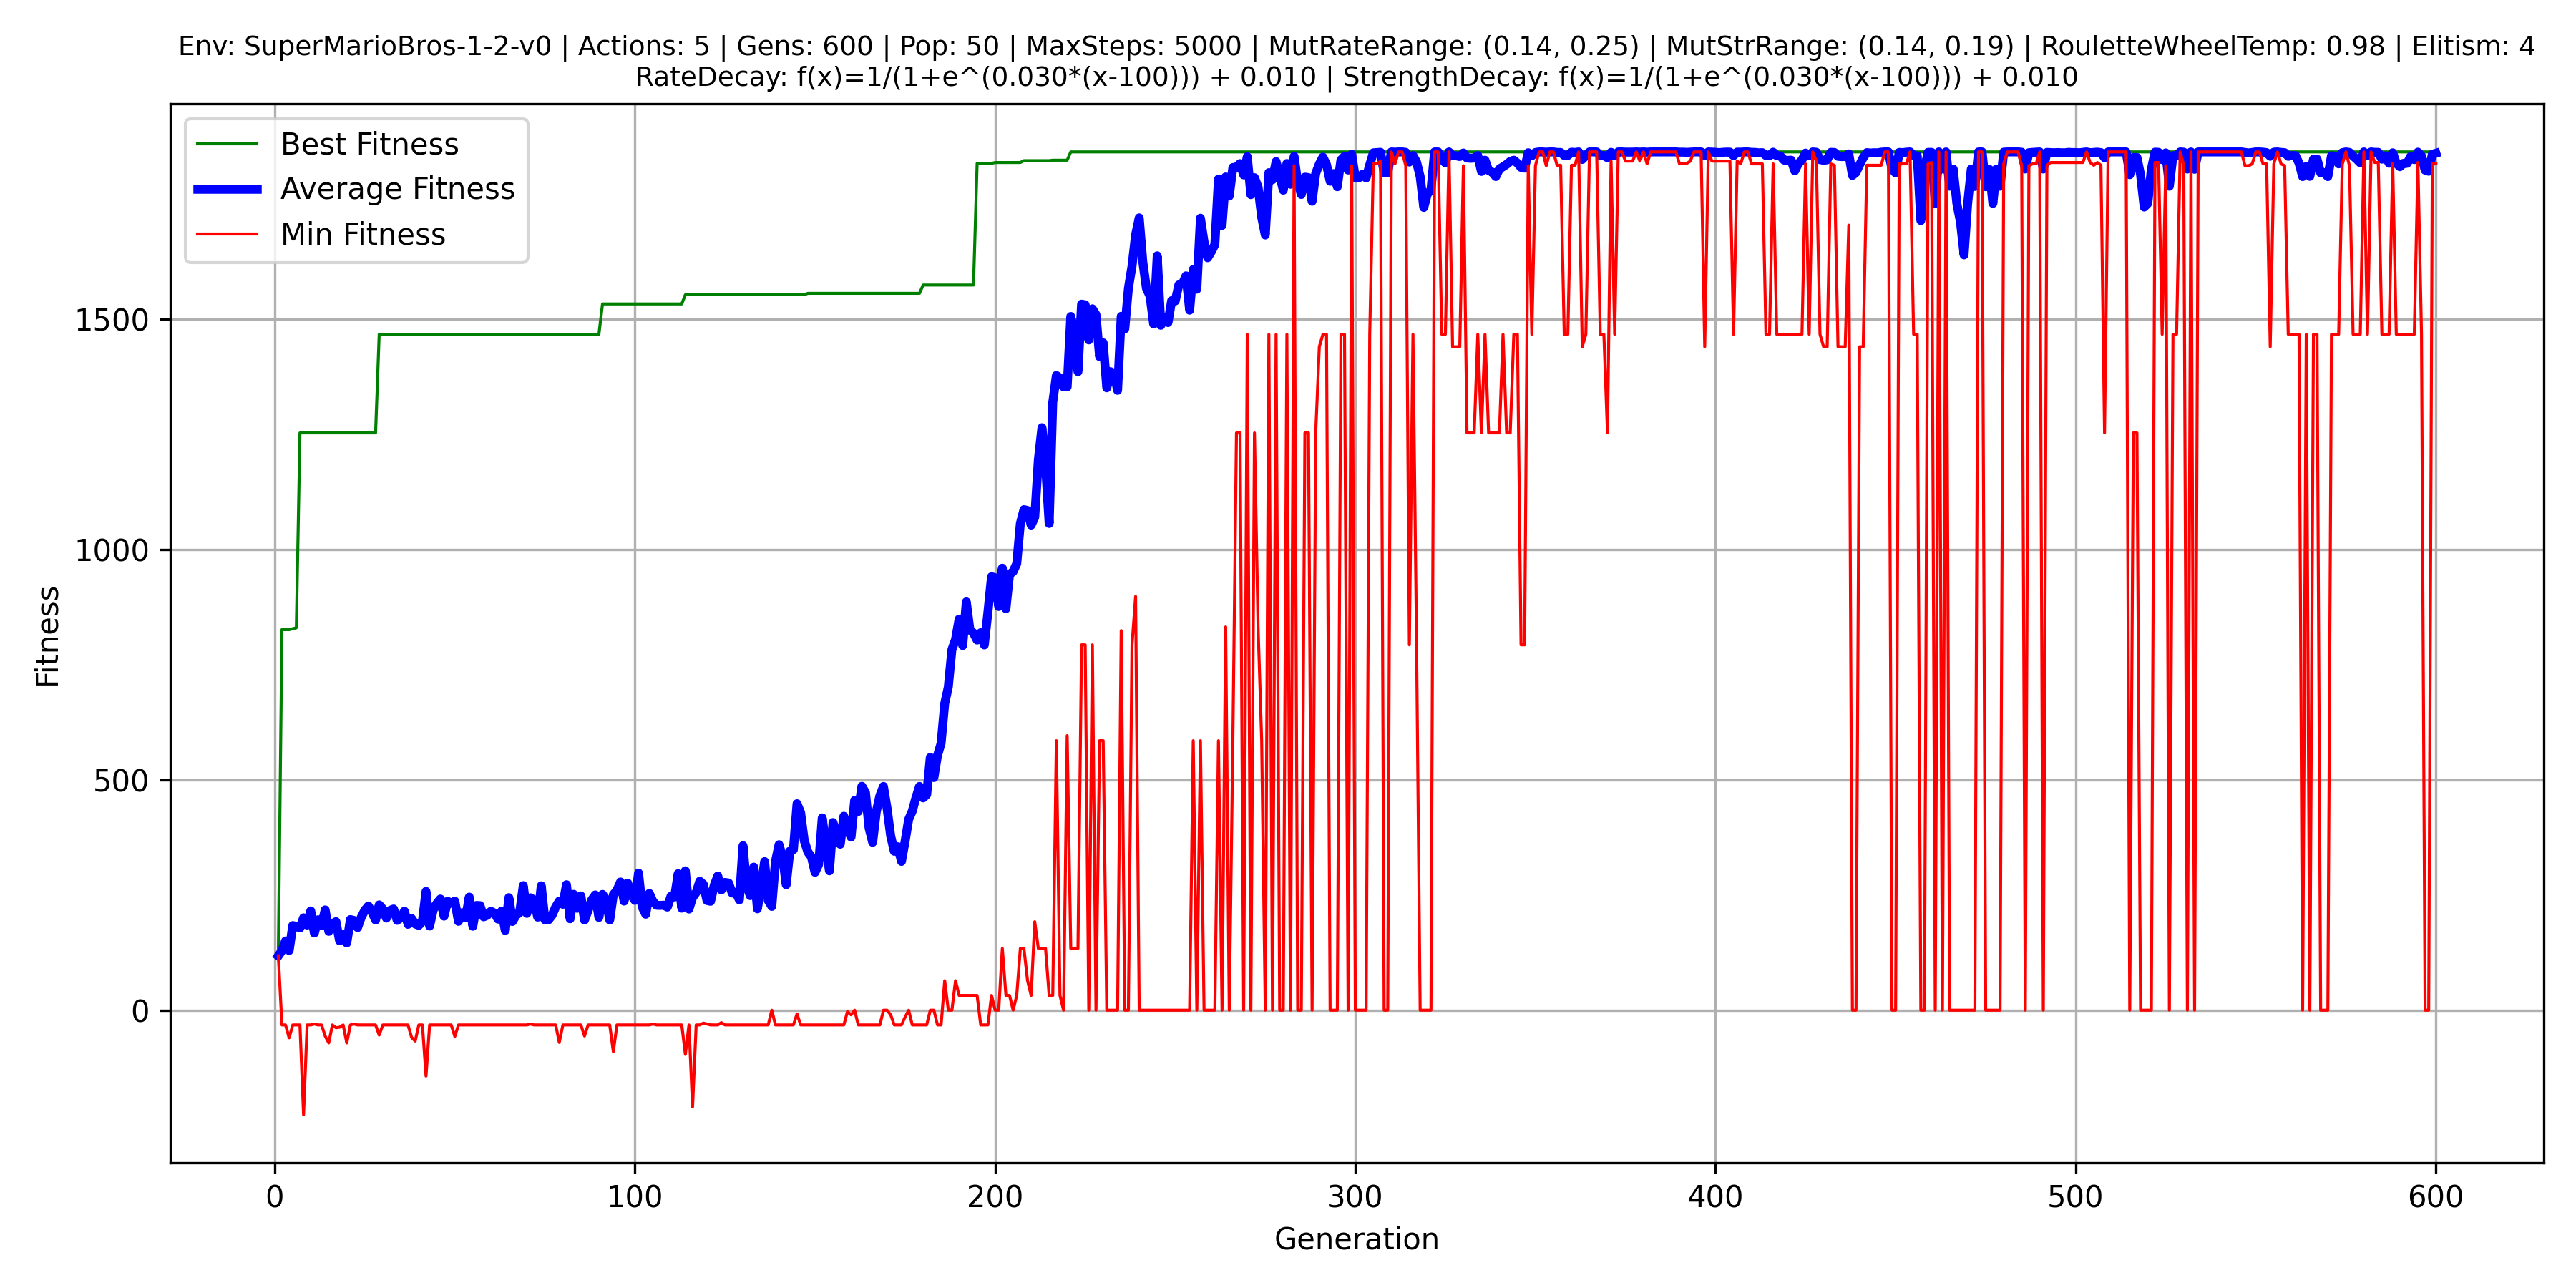 Env: SuperMarioBros-1-2-v0 | Actions: 5 | Gens: 600 | Pop: 50 | MaxSteps: 5000 | MutRateRange: (0.14, 0.25) | MutStrRange: (0.14, 0.19) | RouletteWheelTemp: 0.98 | Elitism: 4
RateDecay: f(x)=1/(1+e^(0.030*(x-100))) + 0.010 | StrengthDecay: f(x)=1/(1+e^(0.030*(x-100))) + 0.010
Best Fitness
Average Fitness
Min Fitness
1500
1000
500
0
Fitness
0 100 200 300 400 500 600
Generation